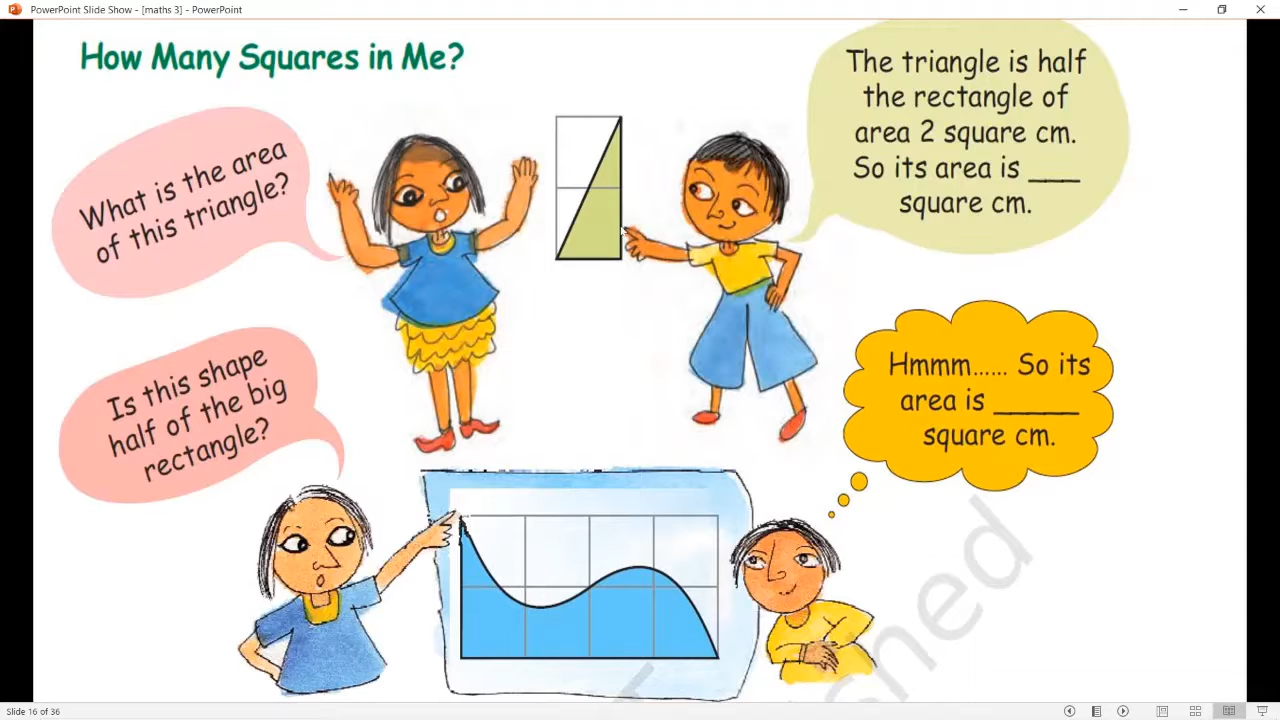 PowerPoint Slide Show - [maths 3] - PowerPoint
How Many Squares in Me?
What is the area
of this triangle?
The triangle is half
the rectangle of
area 2 square cm.
So its area is ___
square cm.
Is this shape
half of the big
rectangle?
Hmmm...... So its
area is _____
square cm.
Slide 16 of 36